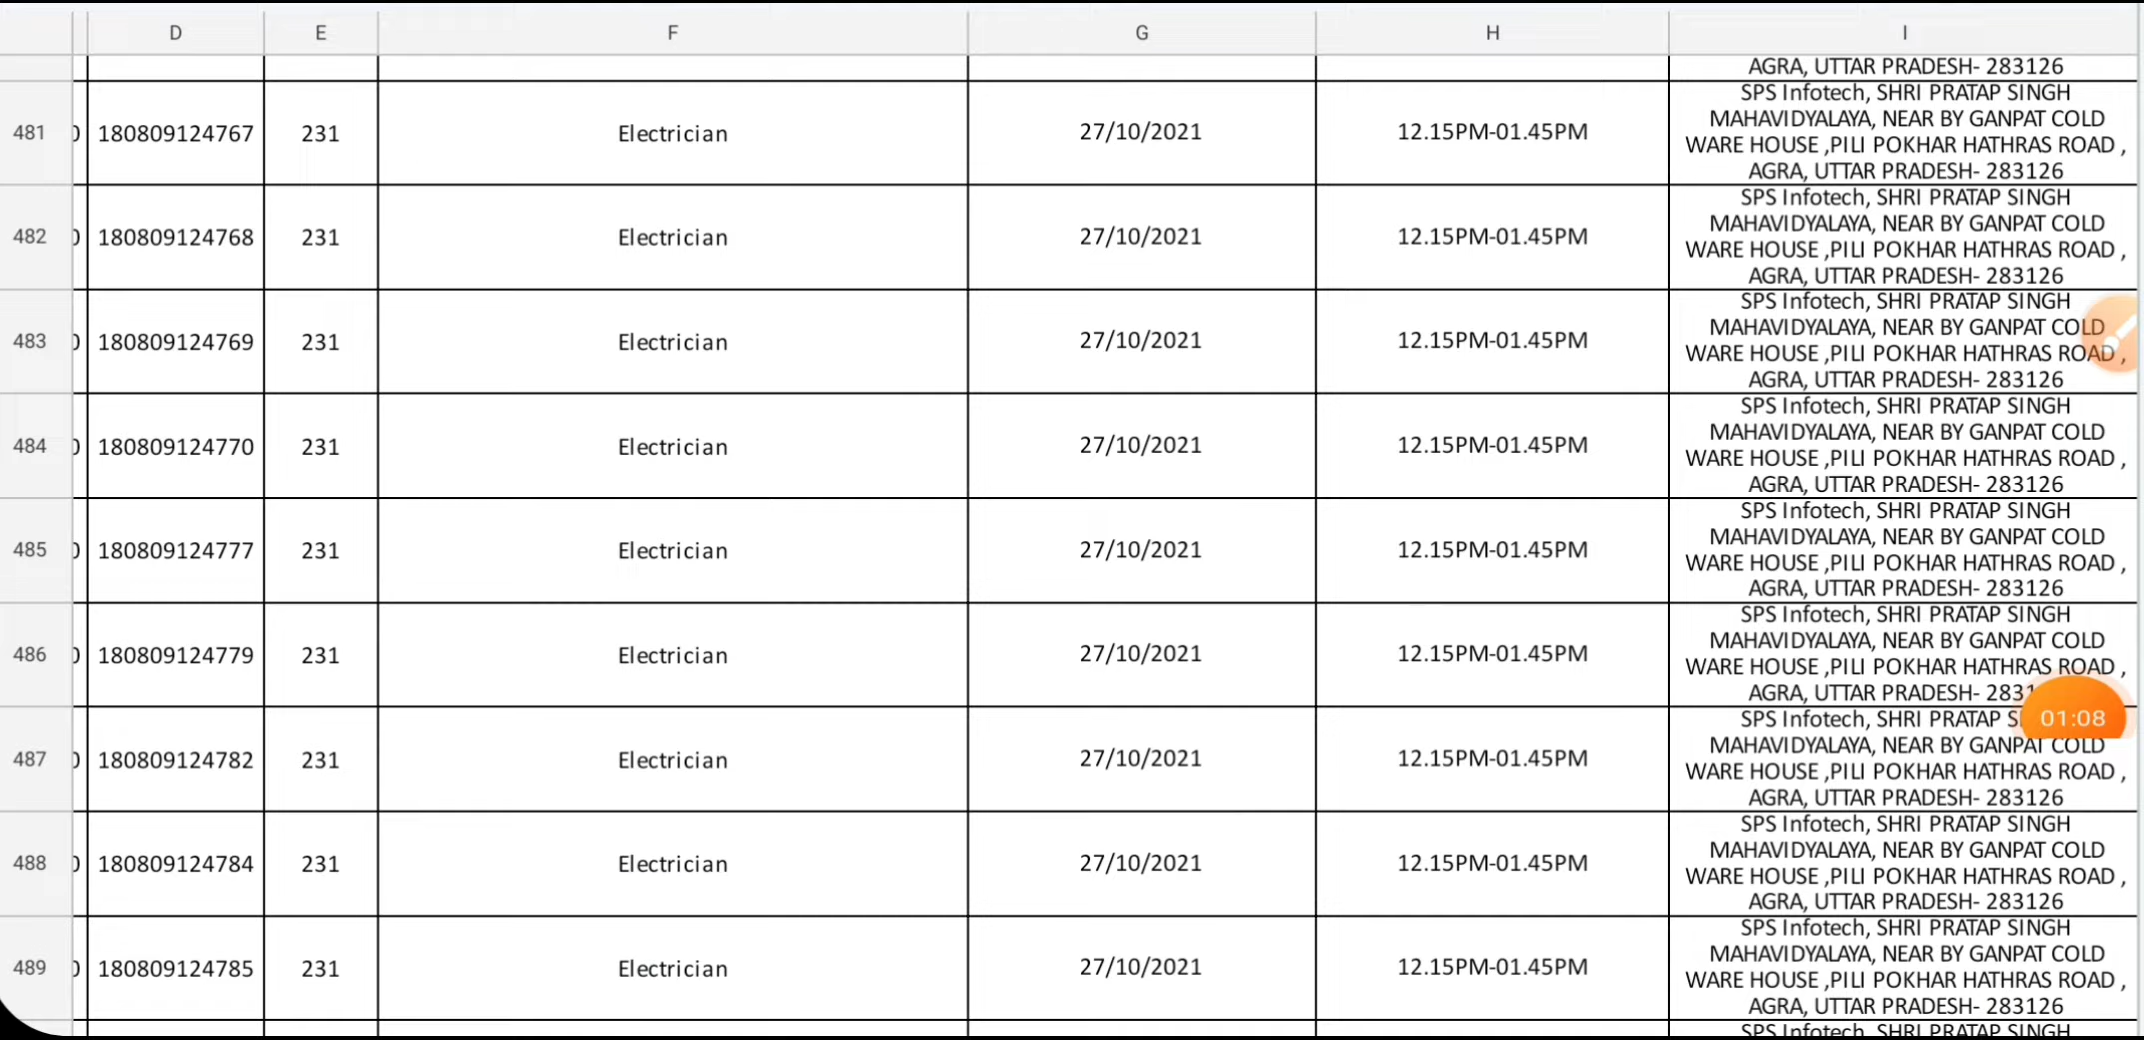 D E F G H I
AGRA, UTTAR PRADESH- 283126
481 180809124767 231 Electrician 27/10/2021 12.15PM-01.45PM
SPS Infotech, SHRI PRATAP SINGH
MAHAVIDYALAYA, NEAR BY GANPAT COLD
WARE HOUSE ,PILI POKHAR HATHRAS ROAD ,
AGRA, UTTAR PRADESH- 283126
482 180809124768 231 Electrician 27/10/2021 12.15PM-01.45PM
SPS Infotech, SHRI PRATAP SINGH
MAHAVIDYALAYA, NEAR BY GANPAT COLD
WARE HOUSE ,PILI POKHAR HATHRAS ROAD ,
AGRA, UTTAR PRADESH- 283126
483 180809124769 231 Electrician 27/10/2021 12.15PM-01.45PM
SPS Infotech, SHRI PRATAP SINGH
MAHAVIDYALAYA, NEAR BY GANPAT COLD
WARE HOUSE ,PILI POKHAR HATHRAS ROAD ,
AGRA, UTTAR PRADESH- 283126
484 180809124770 231 Electrician 27/10/2021 12.15PM-01.45PM
SPS Infotech, SHRI PRATAP SINGH
MAHAVIDYALAYA, NEAR BY GANPAT COLD
WARE HOUSE ,PILI POKHAR HATHRAS ROAD ,
AGRA, UTTAR PRADESH- 283126
485 180809124777 231 Electrician 27/10/2021 12.15PM-01.45PM
SPS Infotech, SHRI PRATAP SINGH
MAHAVIDYALAYA, NEAR BY GANPAT COLD
WARE HOUSE ,PILI POKHAR HATHRAS ROAD ,
AGRA, UTTAR PRADESH- 283126
486 180809124779 231 Electrician 27/10/2021 12.15PM-01.45PM
SPS Infotech, SHRI PRATAP SINGH
MAHAVIDYALAYA, NEAR BY GANPAT COLD
WARE HOUSE ,PILI POKHAR HATHRAS ROAD ,
AGRA, UTTAR PRADESH-
01:08
487 180809124782 231 Electrician 27/10/2021 12.15PM-01.45PM
SPS Infotech, SHRI PRATAP
MAHAVIDYALAYA, NEAR BY GANPAT COLD
WARE HOUSE ,PILI POKHAR HATHRAS ROAD ,
AGRA, UTTAR PRADESH- 283126
488 180809124784 231 Electrician 27/10/2021 12.15PM-01.45PM
SPS Infotech, SHRI PRATAP SINGH
MAHAVIDYALAYA, NEAR BY GANPAT COLD
WARE HOUSE ,PILI POKHAR HATHRAS ROAD ,
AGRA, UTTAR PRADESH- 283126
489 180809124785 231 Electrician 27/10/2021 12.15PM-01.45PM
SPS Infotech, SHRI PRATAP SINGH
MAHAVIDYALAYA, NEAR BY GANPAT COLD
WARE HOUSE ,PILI POKHAR HATHRAS ROAD ,
AGRA, UTTAR PRADESH- 283126
SPS Infotech, SHRI PRATAP SINGH